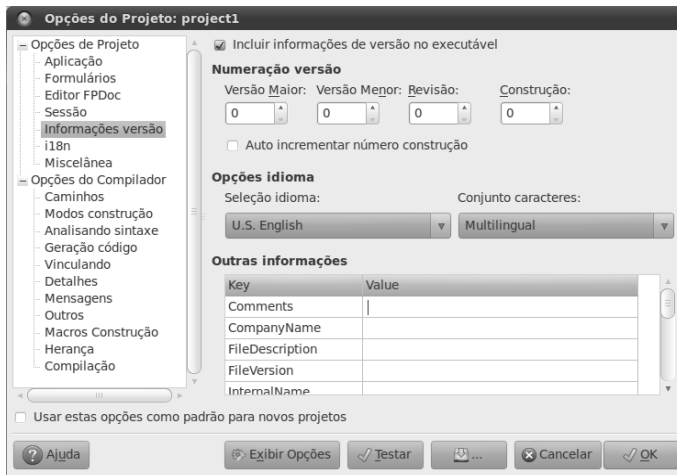 Opções do Projeto: project1
Opções de Projeto
Aplicação
Formulários
Editor FPDoc
Sessão
Informações versão
i18n
Miscelânea
Opções do Compilador
Caminhos
Modos construção
Analisando sintaxe
Geração código
Vinculando
Detalhes
Mensagens
Outros
Macros Construção
Herança
Compilação
Incluir informações de versão no executável
Numeração versão
Versão Maior: Versão Menor: Revisão: Construção:
0 0 0 0
Auto incrementar número construção
Opções idioma
Seleção idioma: Conjunto caracteres:
U.S. English Multilingual
Outras informações
Key Value
Comments
CompanyName
FileDescription
FileVersion
InternalName
Usar estas opções como padrão para novos projetos
Ajuda Exibir Opções Testar ... Cancelar OK